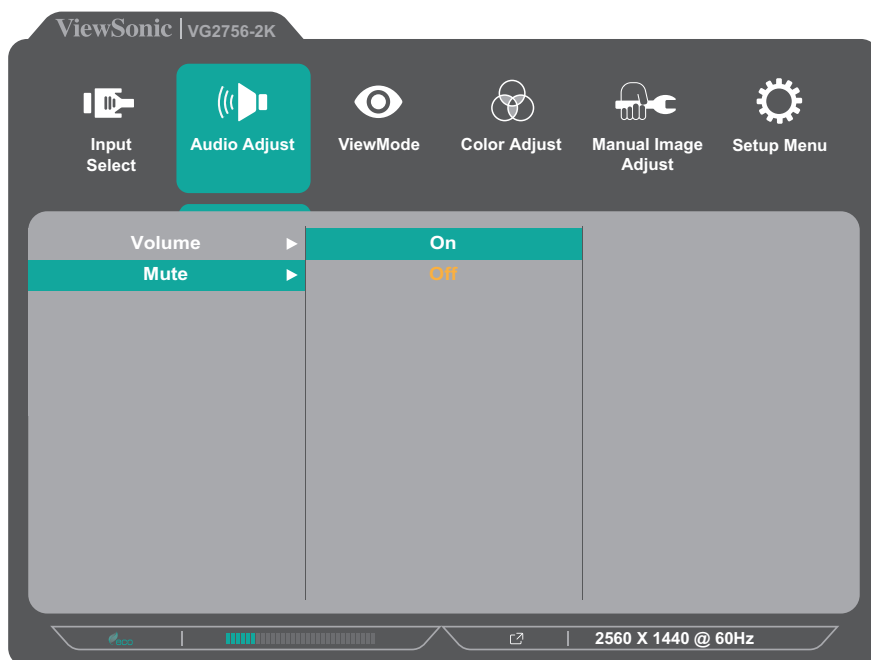 ViewSonic | VG2756-2K
Input Select
Audio Adjust
ViewMode
Color Adjust
Manual Image Adjust
Setup Menu
Volume
On
Mute
Off
eco
2560 X 1440 @ 60Hz